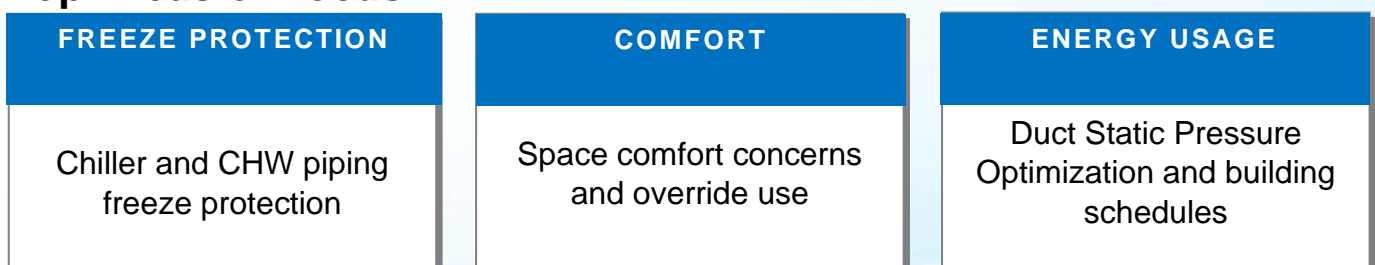 FREEZE PROTECTION
Chiller and CHW piping
freeze protection
COMFORT
Space comfort concerns
and override use
ENERGY USAGE
Duct Static Pressure
Optimization and building
schedules